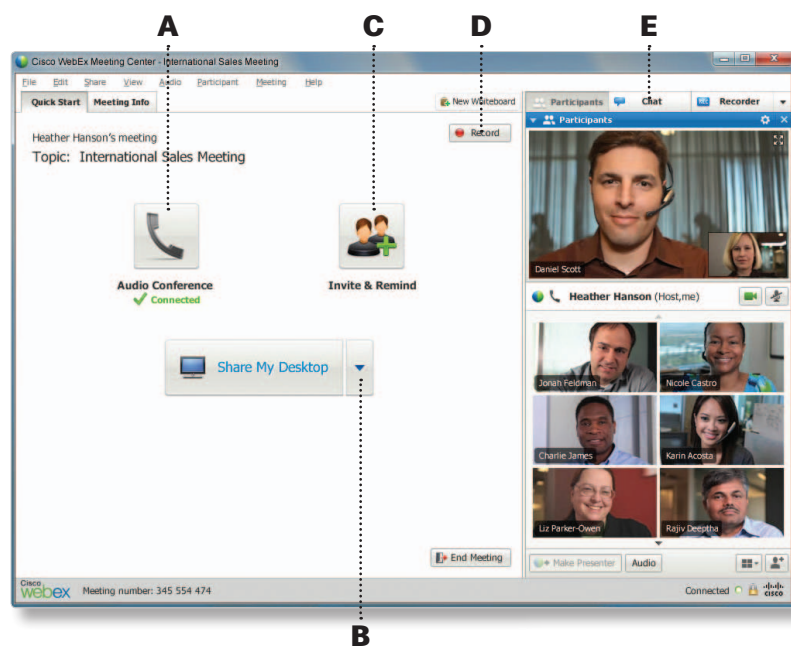 A C D E
Cisco WebEx Meeting Center - International Sales Meeting
File Edit Share View Audio Participant Meeting Help
Quick Start Meeting Info New Whiteboard Participants Chat Recorder
Participants
Record
Heather Hanson's meeting
Topic: International Sales Meeting
Daniel Scott
Audio Conference
Connected
Invite & Remind
Heather Hanson (Host,me)
Share My Desktop
Jonah Feldman Nicole Castro
Charlie James Karin Acosta
Liz Parker-Owen Rajiv Deeptha
End Meeting
Make Presenter Audio
Cisco
webex Meeting number: 345 554 474
Connected
cisco
B